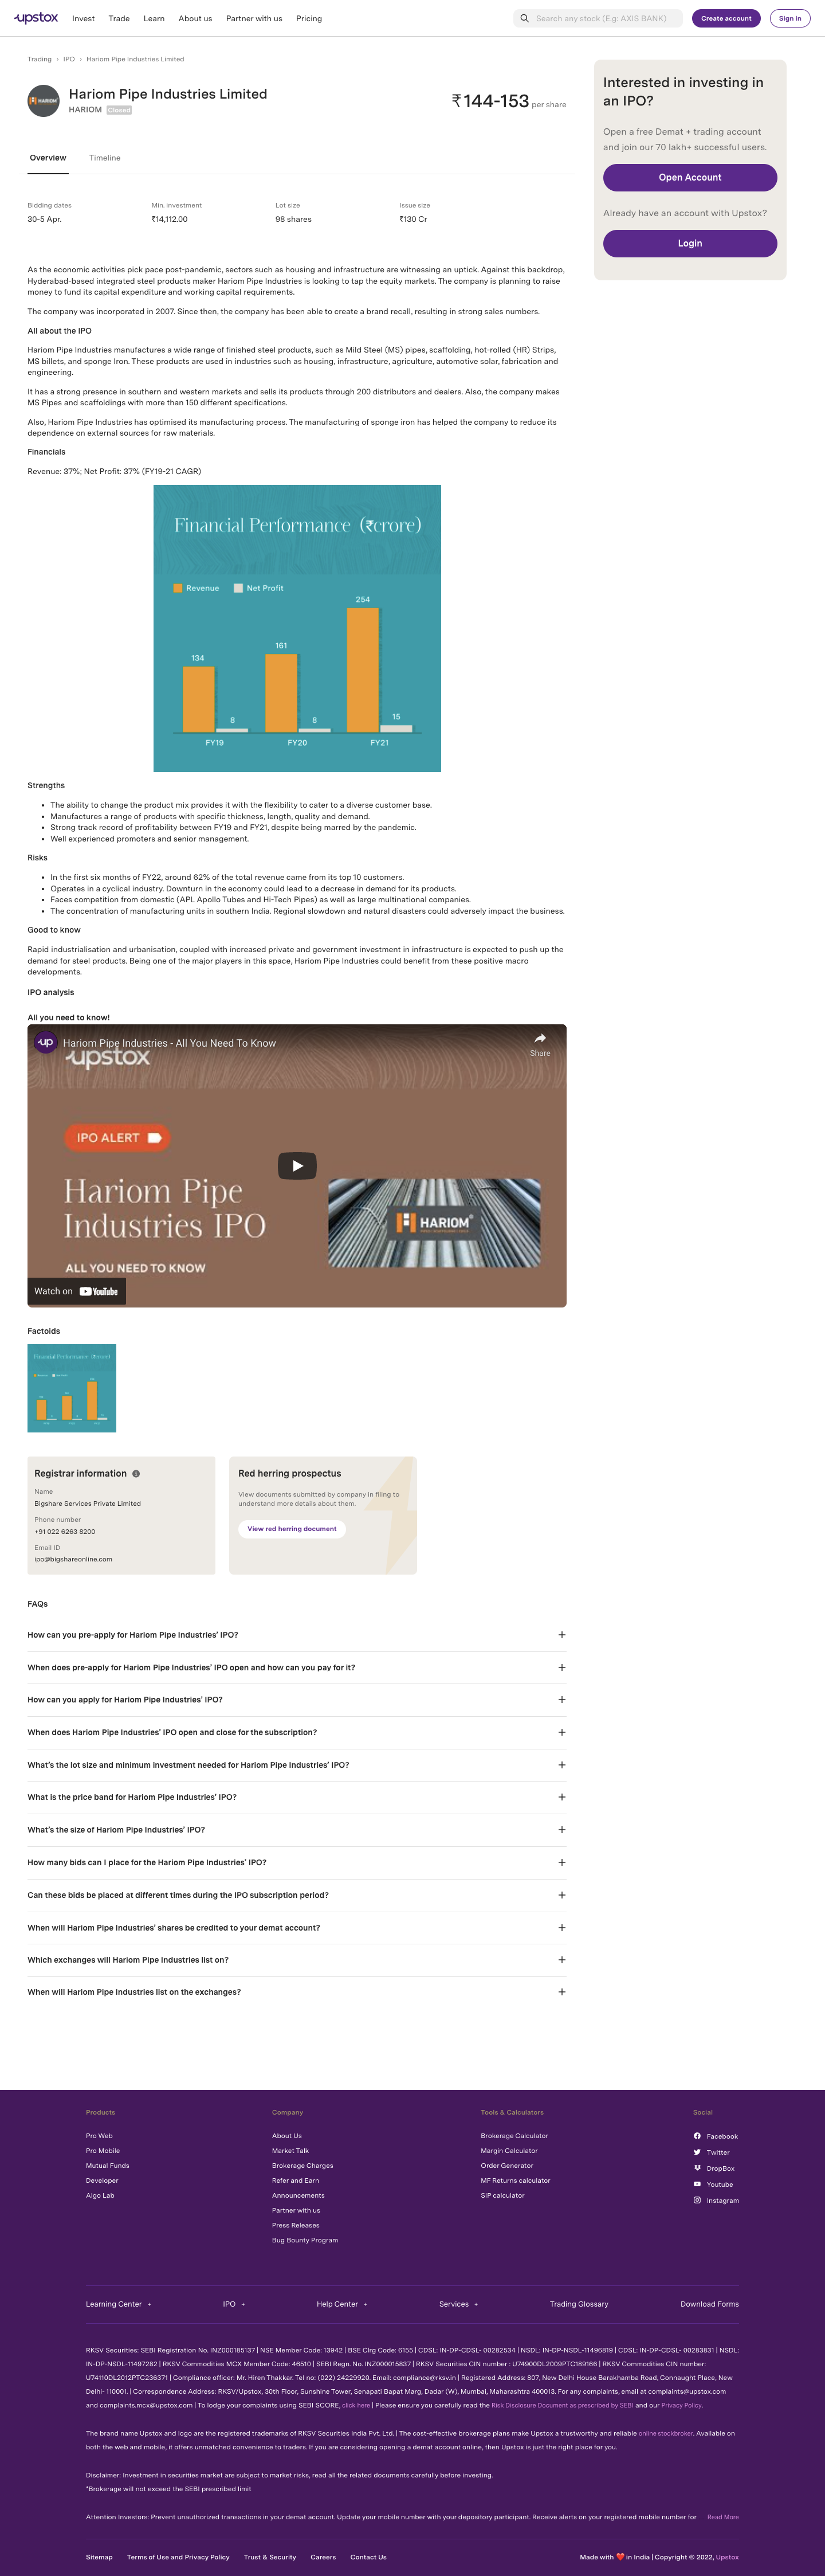 upstox Invest Trade Learn About us Partner with us Pricing Search any stock (E.g: AXIS BANK) Create account Sign in
Trading › IPO › Hariom Pipe Industries Limited
Hariom Pipe Industries Limited
HARIOM Closed
₹144-153 per share
Overview Timeline
Bidding dates Min. investment Lot size Issue size
30-5 Apr. ₹14,112.00 98 shares ₹130 Cr
Interested in investing in
an IPO?
Open a free Demat + trading account
and join our 70 lakh+ successful users.
Open Account
Already have an account with Upstox?
Login
As the economic activities pick pace post-pandemic, sectors such as housing and infrastructure are witnessing an uptick. Against this backdrop,
Hyderabad-based integrated steel products maker Hariom Pipe Industries is looking to tap the equity markets. The company is planning to raise
money to fund its capital expenditure and working capital requirements.
The company was incorporated in 2007. Since then, the company has been able to create a brand recall, resulting in strong sales numbers.
All about the IPO
Hariom Pipe Industries manufactures a wide range of finished steel products, such as Mild Steel (MS) pipes, scaffolding, hot-rolled (HR) Strips,
MS billets, and sponge Iron. These products are used in industries such as housing, infrastructure, agriculture, automotive solar, fabrication and
engineering.
It has a strong presence in southern and western markets and sells its products through 200 distributors and dealers. Also, the company makes
MS Pipes and scaffoldings with more than 150 different specifications.
Also, Hariom Pipe Industries has optimised its manufacturing process. The manufacturing of sponge iron has helped the company to reduce its
dependence on external sources for raw materials.
Financials
Revenue: 37%; Net Profit: 37% (FY19-21 CAGR)
Financial Performance (₹crore)
Revenue Net Profit
254
161
134
15
8 8
FY19 FY20 FY21
Strengths
• The ability to change the product mix provides it with the flexibility to cater to a diverse customer base.
• Manufactures a range of products with specific thickness, length, quality and demand.
• Strong track record of profitability between FY19 and FY21, despite being marred by the pandemic.
• Well experienced promoters and senior management.
Risks
• In the first six months of FY22, around 62% of the total revenue came from its top 10 customers.
• Operates in a cyclical industry. Downturn in the economy could lead to a decrease in demand for its products.
• Faces competition from domestic (APL Apollo Tubes and Hi-Tech Pipes) as well as large multinational companies.
• The concentration of manufacturing units in southern India. Regional slowdown and natural disasters could adversely impact the business.
Good to know
Rapid industrialisation and urbanisation, coupled with increased private and government investment in infrastructure is expected to push up the
demand for steel products. Being one of the major players in this space, Hariom Pipe Industries could benefit from these positive macro
developments.
IPO analysis
All you need to know!
up Hariom Pipe Industries - All You Need To Know
Share
upstox
IPO ALERT
Hariom Pipe
Industries IPO
HARIOM
ALL YOU NEED TO KNOW
Watch on YouTube
Factoids
Financial Performance (₹crore)
Registrar information
Name
Bigshare Services Private Limited
Phone number
+91 022 6263 8200
Email ID
ipo@bigshareonline.com
Red herring prospectus
View documents submitted by company in filing to
understand more details about them.
View red herring document
FAQs
How can you pre-apply for Hariom Pipe Industries' IPO? +
When does pre-apply for Hariom Pipe Industries' IPO open and how can you pay for it? +
How can you apply for Hariom Pipe Industries' IPO? +
When does Hariom Pipe Industries' IPO open and close for the subscription? +
What's the lot size and minimum investment needed for Hariom Pipe Industries' IPO? +
What is the price band for Hariom Pipe Industries' IPO? +
What's the size of Hariom Pipe Industries' IPO? +
How many bids can I place for the Hariom Pipe Industries' IPO? +
Can these bids be placed at different times during the IPO subscription period? +
When will Hariom Pipe Industries' shares be credited to your demat account? +
Which exchanges will Hariom Pipe Industries list on? +
When will Hariom Pipe Industries list on the exchanges? +
Products
Pro Web
Pro Mobile
Mutual Funds
Developer
Algo Lab
Company
About Us
Market Talk
Brokerage Charges
Refer and Earn
Announcements
Partner with us
Press Releases
Bug Bounty Program
Tools & Calculators
Brokerage Calculator
Margin Calculator
Order Generator
MF Returns calculator
SIP calculator
Social
Facebook
Twitter
DropBox
Youtube
Instagram
Learning Center + IPO + Help Center + Services + Trading Glossary Download Forms
RKSV Securities: SEBI Registration No. INZ000185137 | NSE Member Code: 13942 | BSE Clrg Code: 6155 | CDSL: IN-DP-CDSL- 00282534 | NSDL: IN-DP-NSDL-11496819 | CDSL: IN-DP-CDSL- 00283831 | NSDL:
IN-DP-NSDL-11497282 | RKSV Commodities MCX Member Code: 46510 | SEBI Regn. No. INZ000015837 | RKSV Securities CIN number : U74900DL2009PTC189166 | RKSV Commodities CIN number:
U74110DL2012PTC236371 | Compliance officer: Mr. Hiren Thakkar. Tel no: (022) 24229920. Email: compliance@rksv.in | Registered Address: 807, New Delhi House Barakhamba Road, Connaught Place, New
Delhi- 110001. | Correspondence Address: RKSV/Upstox, 30th Floor, Sunshine Tower, Senapati Bapat Marg, Dadar (W), Mumbai, Maharashtra 400013. For any complaints, email at complaints@upstox.com
and complaints.mcx@upstox.com | To lodge your complaints using SEBI SCORE, click here | Please ensure you carefully read the Risk Disclosure Document as prescribed by SEBI and our Privacy Policy.
The brand name Upstox and logo are the registered trademarks of RKSV Securities India Pvt. Ltd. | The cost-effective brokerage plans make Upstox a trustworthy and reliable online stockbroker. Available on
both the web and mobile, it offers unmatched convenience to traders. If you are considering opening a demat account online, then Upstox is just the right place for you.
Disclaimer: Investment in securities market are subject to market risks, read all the related documents carefully before investing.
*Brokerage will not exceed the SEBI prescribed limit
Attention Investors: Prevent unauthorized transactions in your demat account. Update your mobile number with your depository participant. Receive alerts on your registered mobile number for Read More
Sitemap Terms of Use and Privacy Policy Trust & Security Careers Contact Us Made with ❤️ in India | Copyright © 2022, Upstox